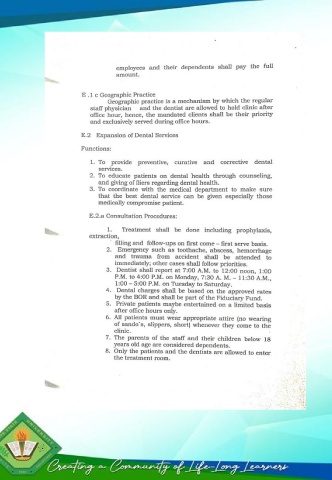 employees and their dependents shall pay the full
amount.
E .1 c Geographic Practice
Geographic practice is a mechanism by which the regular
staff physician and the dentist are allowed to hold clinic after
office hour, hence, the mandated clients shall be their priority
and exclusively served during office hours.
E.2 Expansion of Dental Services
Functions:
1. To provide preventive, curative and corrective dental
services.
2. To educate patients on dental health through counseling,
and giving of fliers regarding dental health.
3. To coordinate with the medical department to make sure
that the best dental service can be given especially those
medically compromise patient.
E.2.a Consultation Procedures:
1. Treatment shall be done including prophylaxis,
extraction,
filling and follow-ups on first come – first serve basis.
2. Emergency such as toothache, abscess, hemorrhage
and trauma from accident shall be attended to
immediately; other cases shall follow priorities.
3. Dentist shall report at 7:00 A.M. to 12:00 noon, 1:00
P.M. to 4:00 P.M. on Monday, 7:30 A. M. – 11:30 A.M.,
1:00 – 5:00 P.M. on Tuesday to Saturday.
4. Dental charges shall be based on the approved rates
by the BOR and shall be part of the Fiduciary Fund.
5. Private patients maybe entertained on a limited basis
after office hours only.
6. All patients must wear appropriate attire (no wearing
of sando's, slippers, short) whenever they come to the
clinic.
7. The parents of the staff and their children below 18
years old age are considered dependents.
8. Only the patients and the dentists are allowed to enter
the treatment room.
Creating a Community of Life-Long Learners